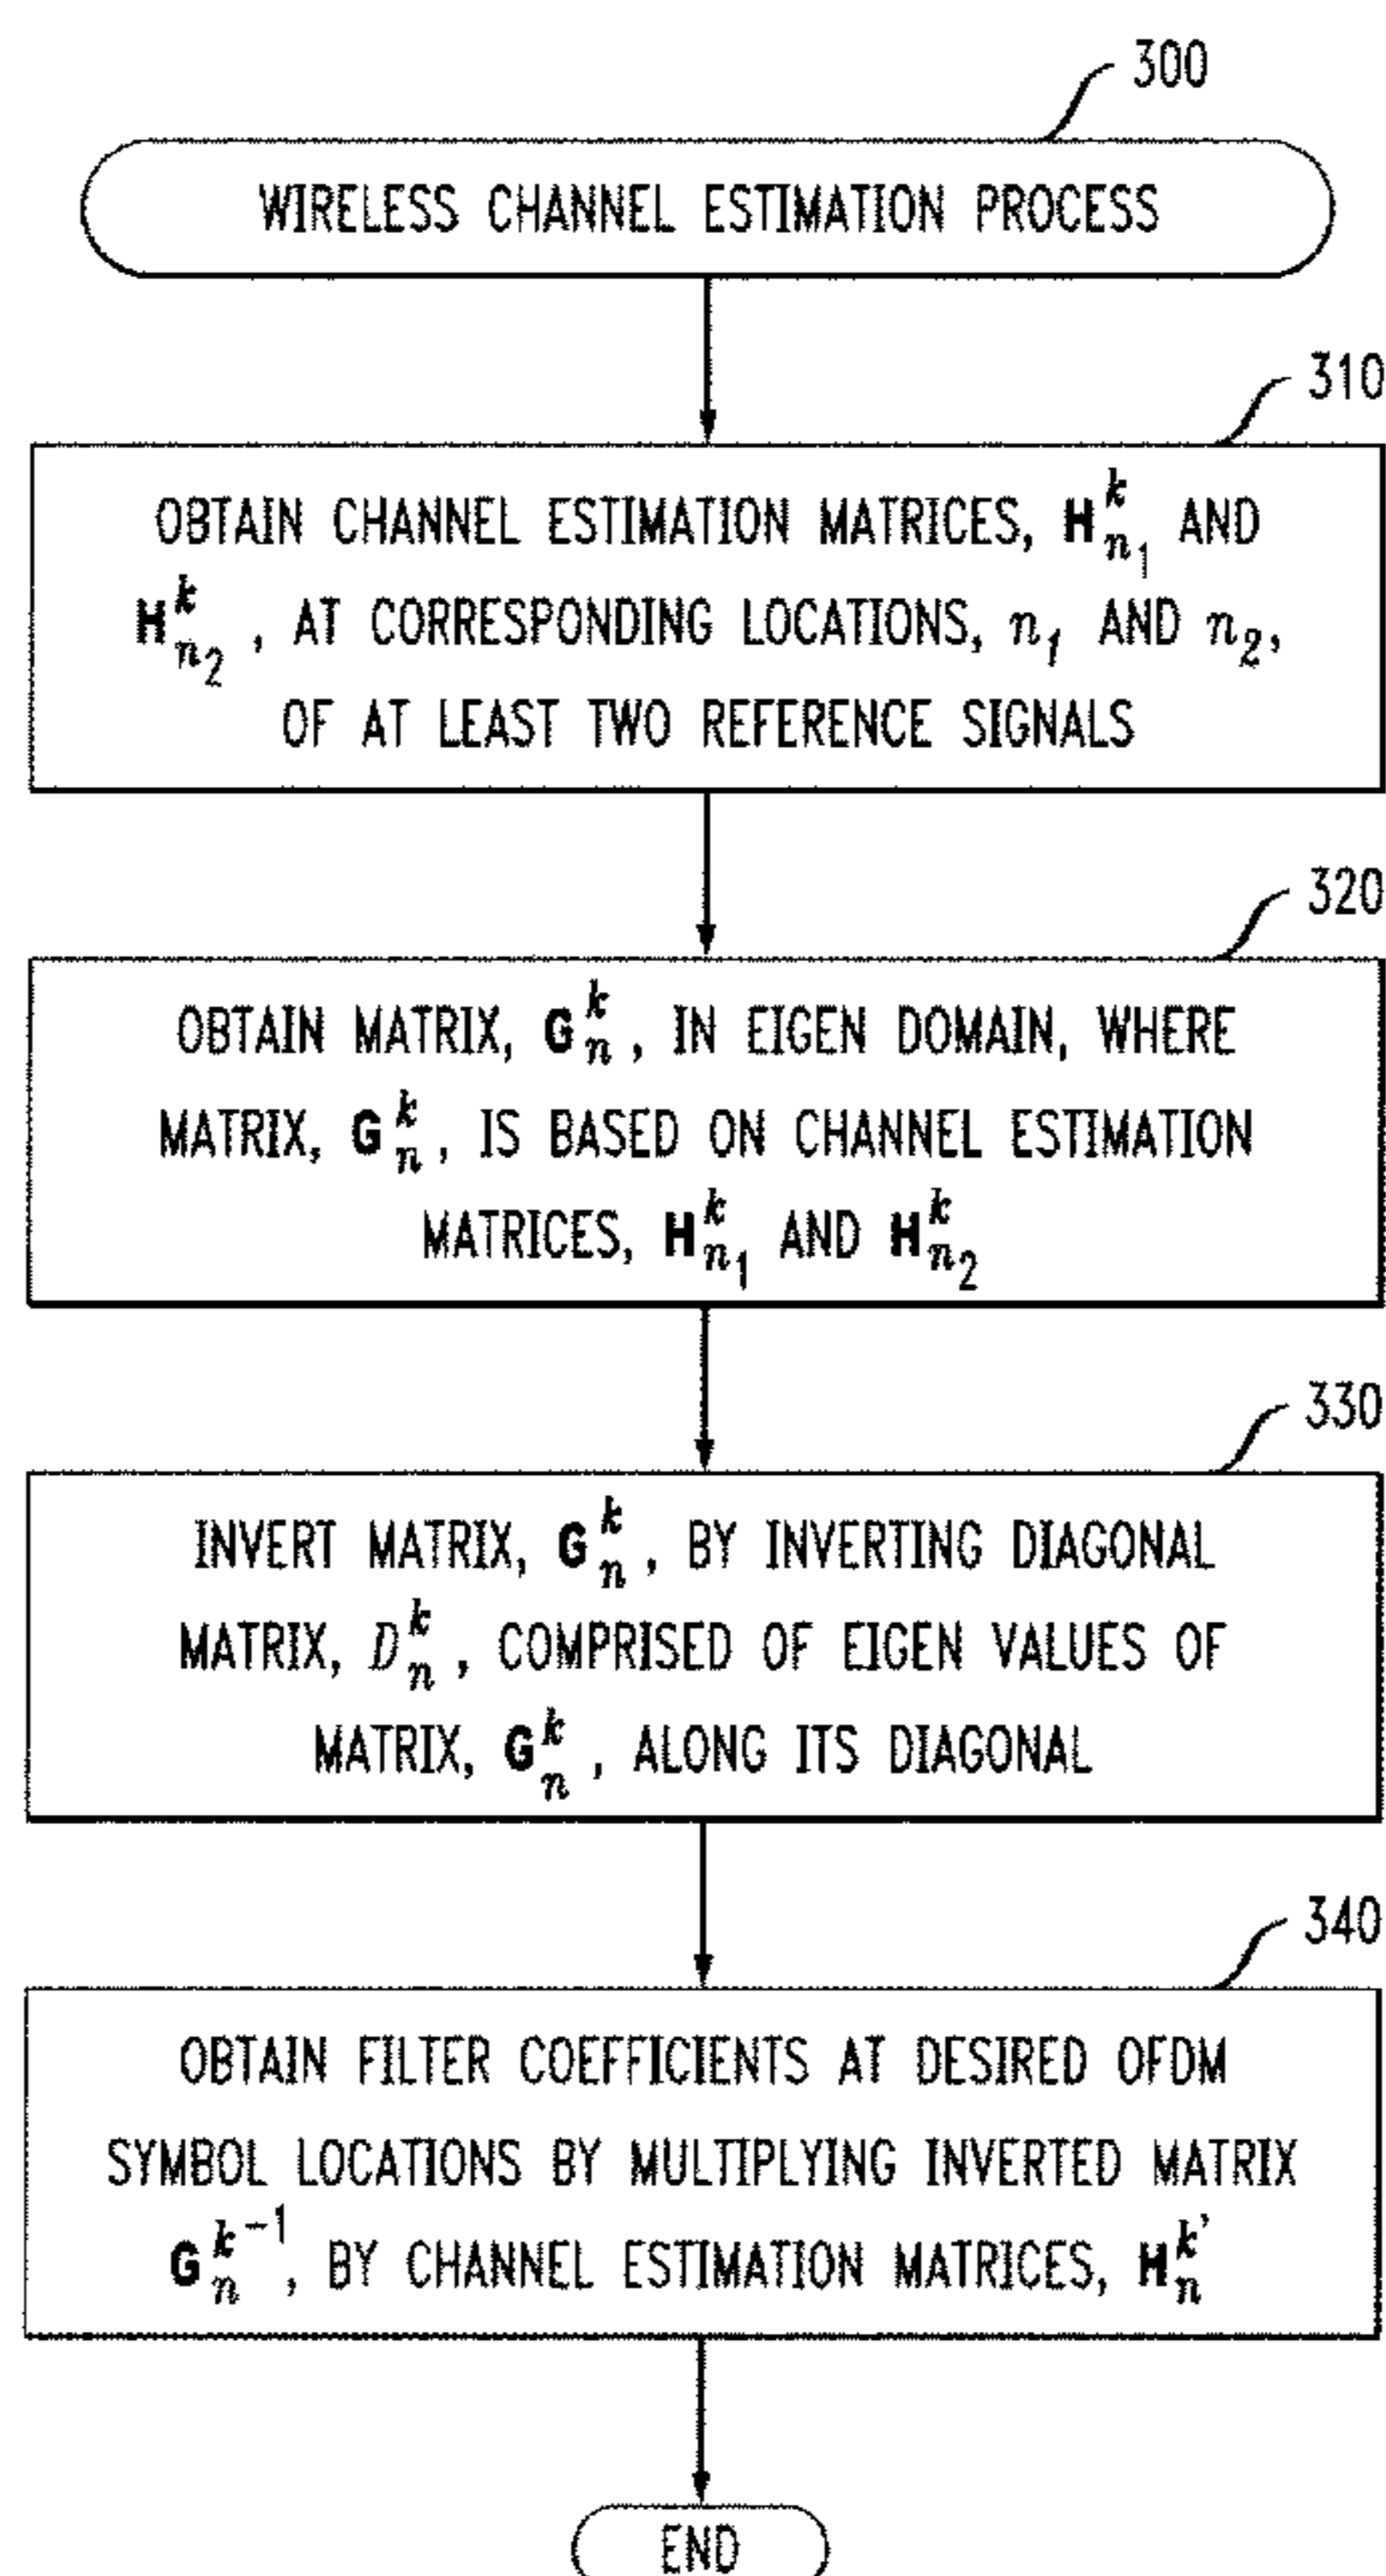 300
WIRELESS CHANNEL ESTIMATION PROCESS
310
OBTAIN CHANNEL ESTIMATION MATRICES, H^k_{n_1} AND
H^k_{n_2}, AT CORRESPONDING LOCATIONS, n_1 AND n_2,
OF AT LEAST TWO REFERENCE SIGNALS
320
OBTAIN MATRIX, G^k_n, IN EIGEN DOMAIN, WHERE
MATRIX, G^k_n, IS BASED ON CHANNEL ESTIMATION
MATRICES, H^k_{n_1} AND H^k_{n_2}
330
INVERT MATRIX, G^k_n, BY INVERTING DIAGONAL
MATRIX, D^k_n, COMPRISED OF EIGEN VALUES OF
MATRIX, G^k_n, ALONG ITS DIAGONAL
340
OBTAIN FILTER COEFFICIENTS AT DESIRED OFDM
SYMBOL LOCATIONS BY MULTIPLYING INVERTED MATRIX
G^{k^{-1}}_n, BY CHANNEL ESTIMATION MATRICES, H^{k'}_n
END